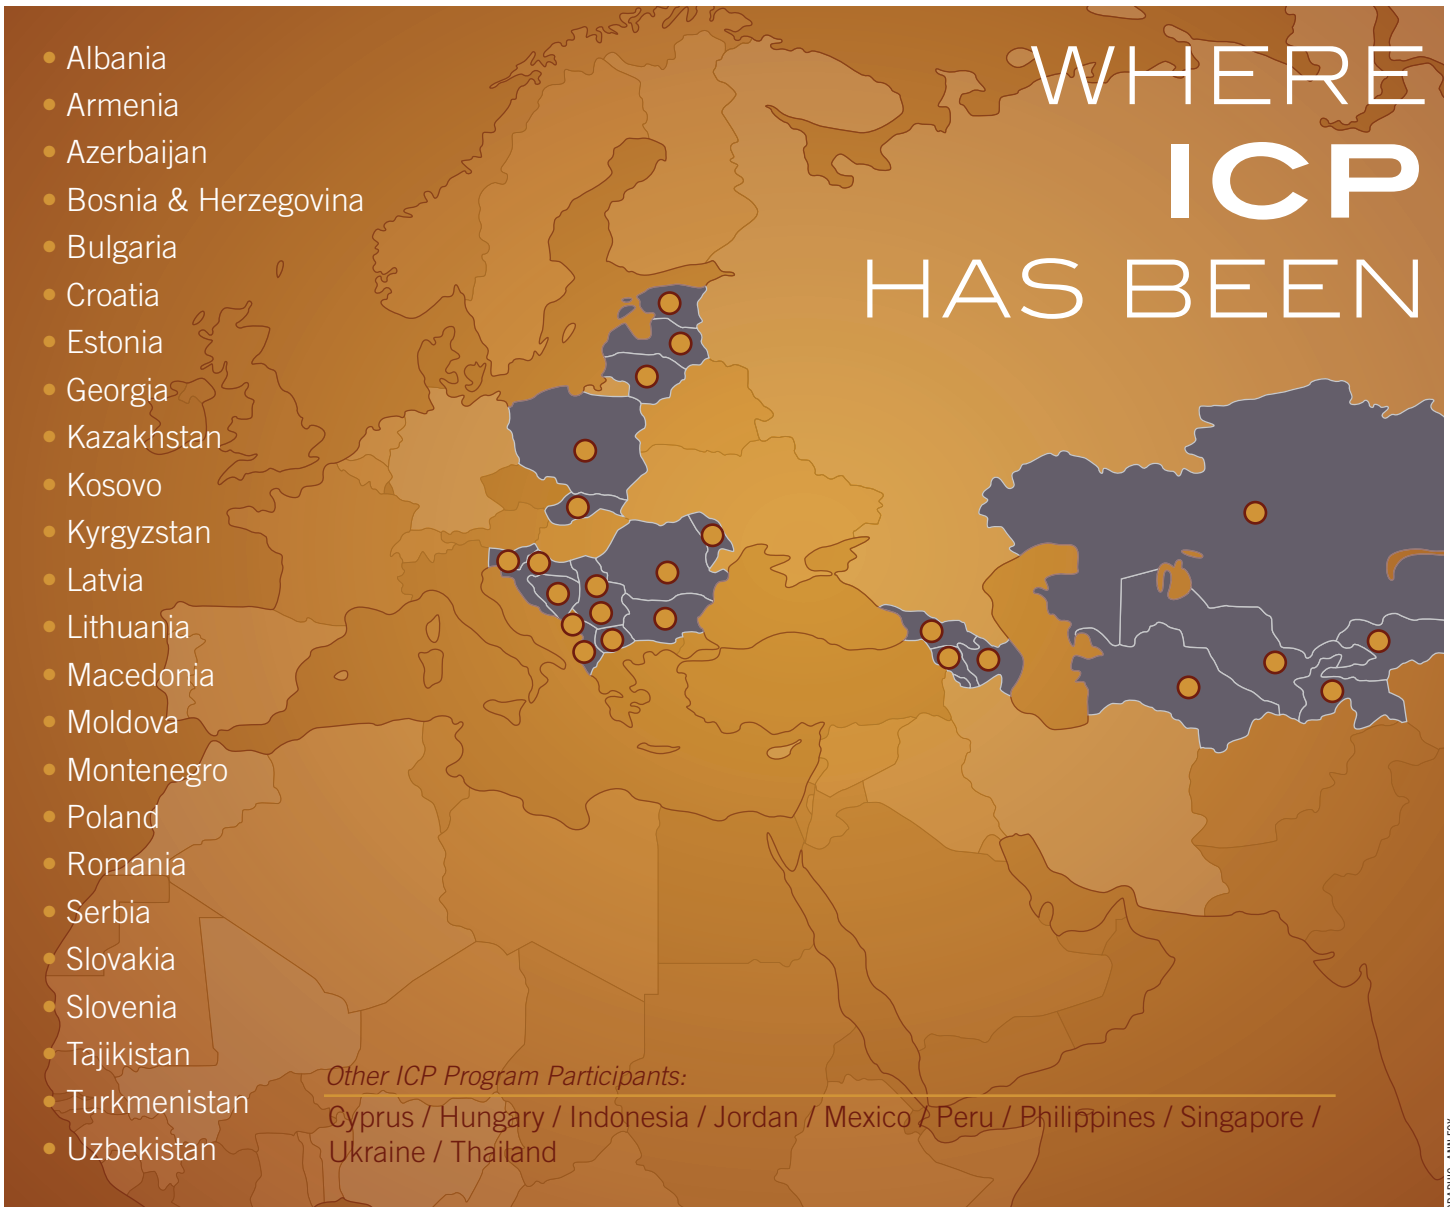 WHERE
ICP
HAS BEEN
• Albania
• Armenia
• Azerbaijan
• Bosnia & Herzegovina
• Bulgaria
• Croatia
• Estonia
• Georgia
• Kazakhstan
• Kosovo
• Kyrgyzstan
• Latvia
• Lithuania
• Macedonia
• Moldova
• Montenegro
• Poland
• Romania
• Serbia
• Slovakia
• Slovenia
• Tajikistan
• Turkmenistan
• Uzbekistan
Other ICP Program Participants:
Cyprus / Hungary / Indonesia / Jordan / Mexico / Peru / Philippines / Singapore /
Ukraine / Thailand